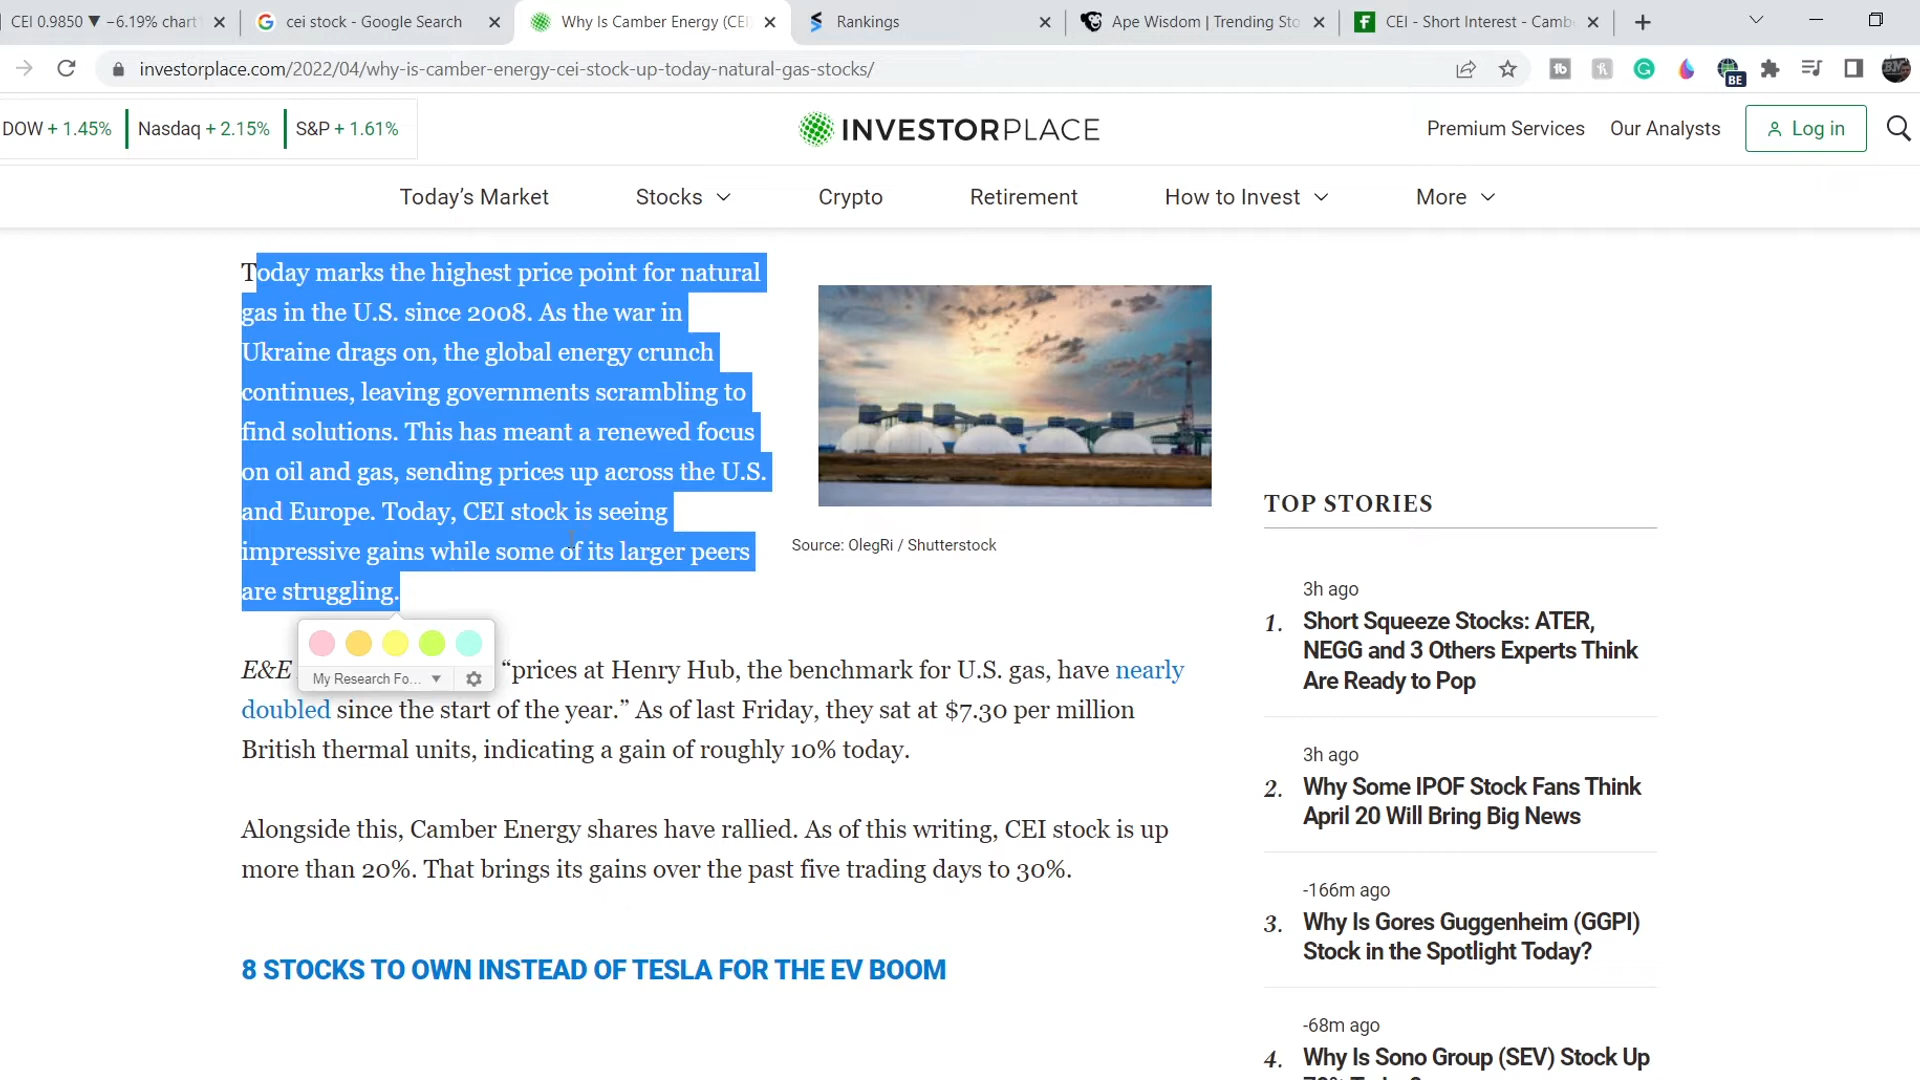 CEI 0.9850 ▼ −6.19% chart
cei stock - Google Search
Why Is Camber Energy (CEI
Rankings
Ape Wisdom | Trending Sto
CEI - Short Interest - Camb
investorplace.com/2022/04/why-is-camber-energy-cei-stock-up-today-natural-gas-stocks/
BE
DOW + 1.45%
Nasdaq + 2.15%
S&P + 1.61%
INVESTORPLACE
Premium Services
Our Analysts
Log in
Today’s Market
Stocks
Crypto
Retirement
How to Invest
More
Today marks the highest price point for natural
gas in the U.S. since 2008. As the war in
Ukraine drags on, the global energy crunch
continues, leaving governments scrambling to
find solutions. This has meant a renewed focus
on oil and gas, sending prices up across the U.S.
and Europe. Today, CEI stock is seeing
impressive gains while some of its larger peers
are struggling.
Source: OlegRi / Shutterstock
My Research Fo...
E&E “prices at Henry Hub, the benchmark for U.S. gas, have nearly
doubled since the start of the year.” As of last Friday, they sat at $7.30 per million
British thermal units, indicating a gain of roughly 10% today.
Alongside this, Camber Energy shares have rallied. As of this writing, CEI stock is up
more than 20%. That brings its gains over the past five trading days to 30%.
8 STOCKS TO OWN INSTEAD OF TESLA FOR THE EV BOOM
TOP STORIES
3h ago
1. Short Squeeze Stocks: ATER,
NEGG and 3 Others Experts Think
Are Ready to Pop
3h ago
2. Why Some IPOF Stock Fans Think
April 20 Will Bring Big News
-166m ago
3. Why Is Gores Guggenheim (GGPI)
Stock in the Spotlight Today?
-68m ago
4. Why Is Sono Group (SEV) Stock Up